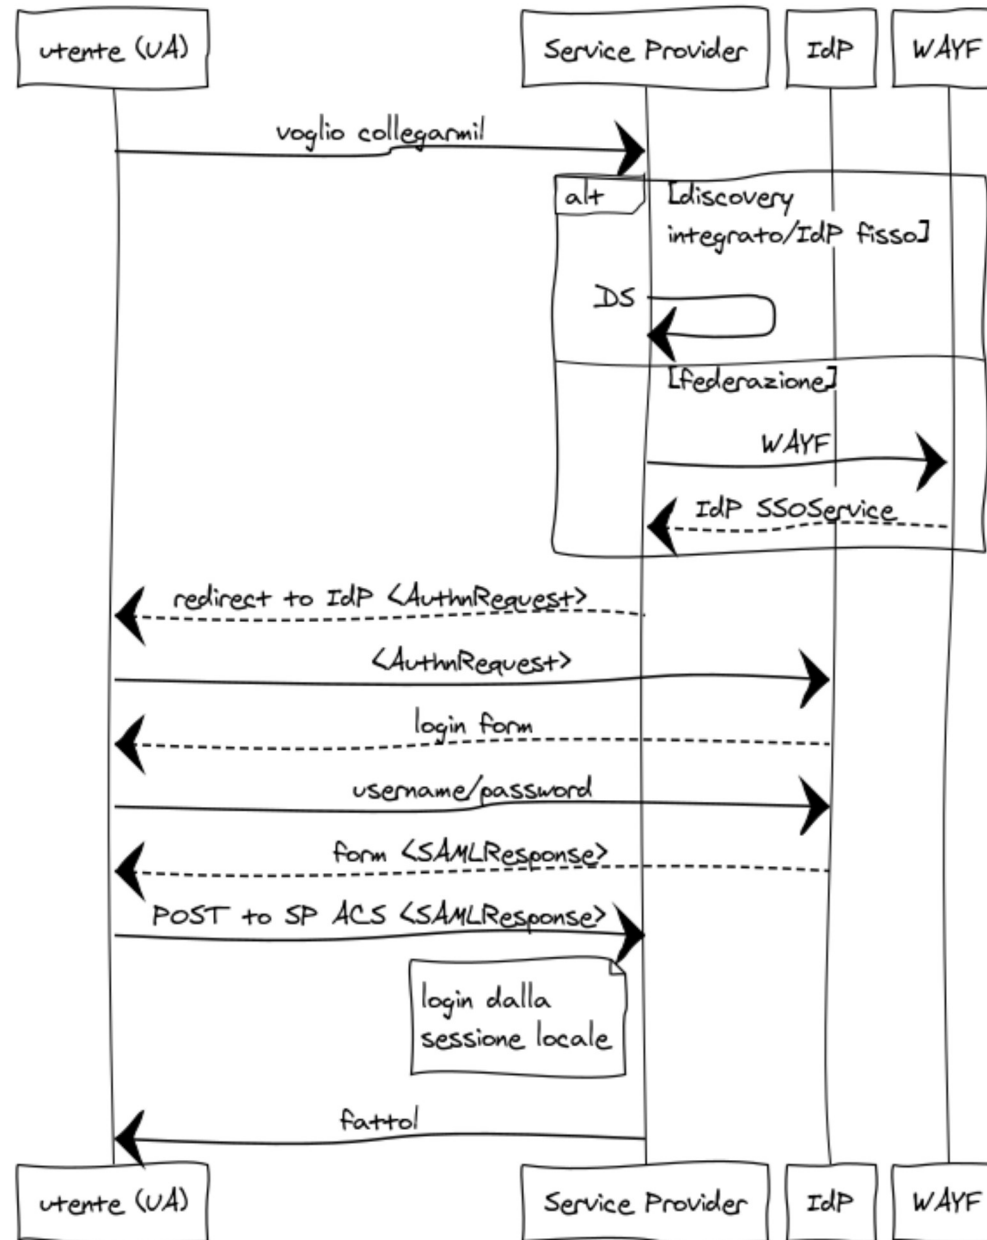 utente (UA)
Service Provider
IdP
WAYF
voglio collegarmi!
alt
[discovery
integrato/IdP fisso]
DS
[federazione]
WAYF
IdP SSOService
redirect to IdP <AuthnRequest>
<AuthnRequest>
login form
username/password
form <SAMLResponse>
POST to SP ACS <SAMLResponse>
login dalla
sessione locale
fatto!
utente (UA)
Service Provider
IdP
WAYF